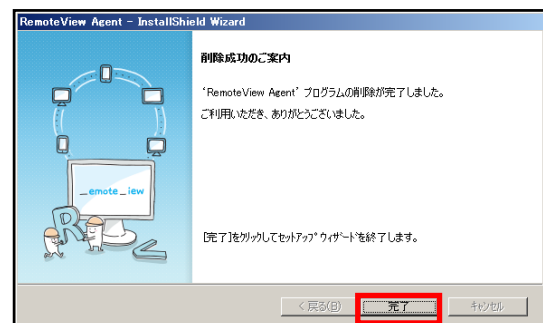 RemoteView Agent - InstallShield Wizard
削除成功のご案内
‘RemoteView Agent’ プログラムの削除が完了しました。
ご利用いただき、ありがとうございました。
_emote_iew
R
V
[完了]をクリックしてセットアップ ウィザードを終了します。
< 戻る(B)
完了
キャンセル